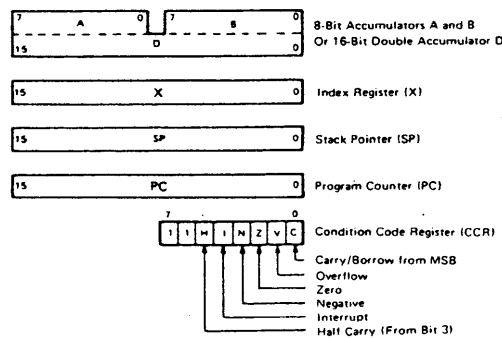 7 A 0 7 B 0
8-Bit Accumulators A and B
15 D 0
Or 16-Bit Double Accumulator D
15 X 0
Index Register (X)
15 SP 0
Stack Pointer (SP)
15 PC 0
Program Counter (PC)
7 0
1 1 H I N Z V C
Condition Code Register (CCR)
Carry/Borrow from MSB
Overflow
Zero
Negative
Interrupt
Half Carry (From Bit 3)